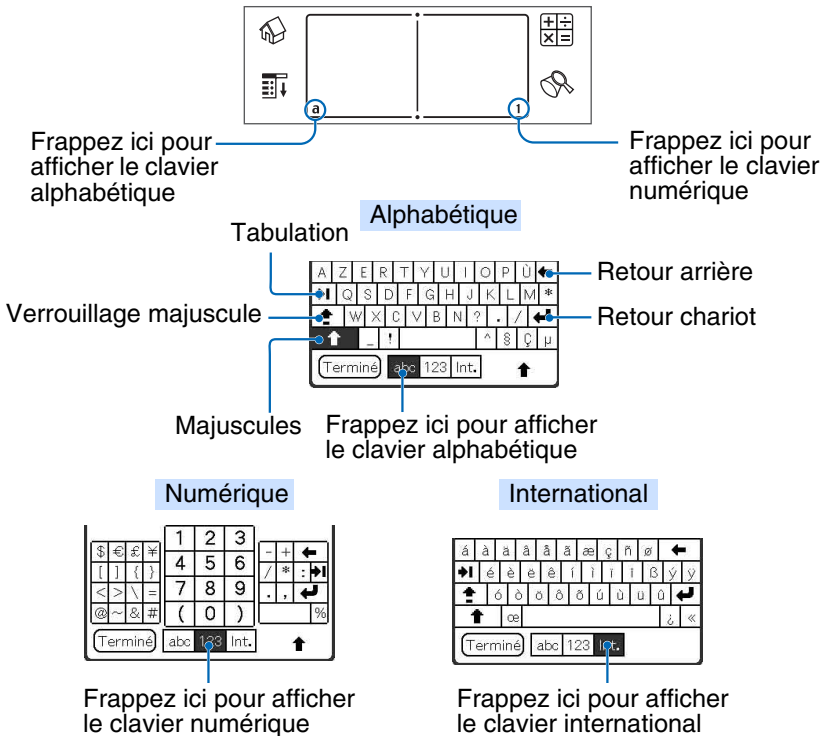 a 1
Frappez ici pour
afficher le clavier
alphabétique
Frappez ici pour
afficher le clavier
numérique
Alphabétique
Tabulation
Verrouillage majuscule
Majuscules
A Z E R T Y U I O P Ù
Q S D F G H J K L M *
W X C V B N ? . /
_ ! ^ § Ç µ
Terminé abc 123 Int.
Retour arrière
Retour chariot
Frappez ici pour afficher
le clavier alphabétique
Numérique
1 2 3
$ € £ ¥ 4 5 6 - +
[ ] { } 7 8 9 / * :
< > \ = ( 0 ) . ,
@ ~ & # %
Terminé abc 123 Int.
Frappez ici pour afficher
le clavier numérique
International
á à ä â å ã æ ç ñ ø
é è ë ê í ì ï î ß ý ÿ
ó ò ö ô õ ú ù ü û
œ ¿ «
Terminé abc 123 Int.
Frappez ici pour afficher
le clavier international